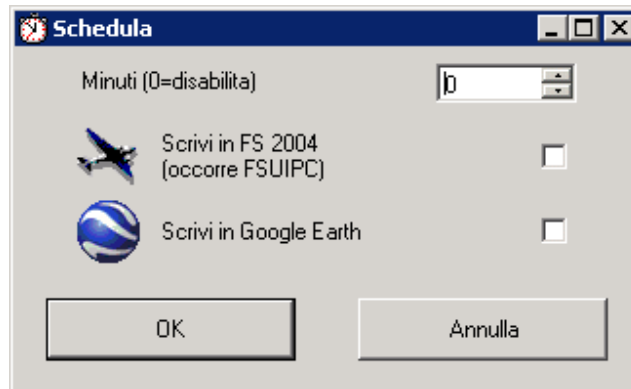 Schedula
Minuti (0=disabilita)
0
Scrivi in FS 2004
(occorre FSUIPC)
Scrivi in Google Earth
OK
Annulla